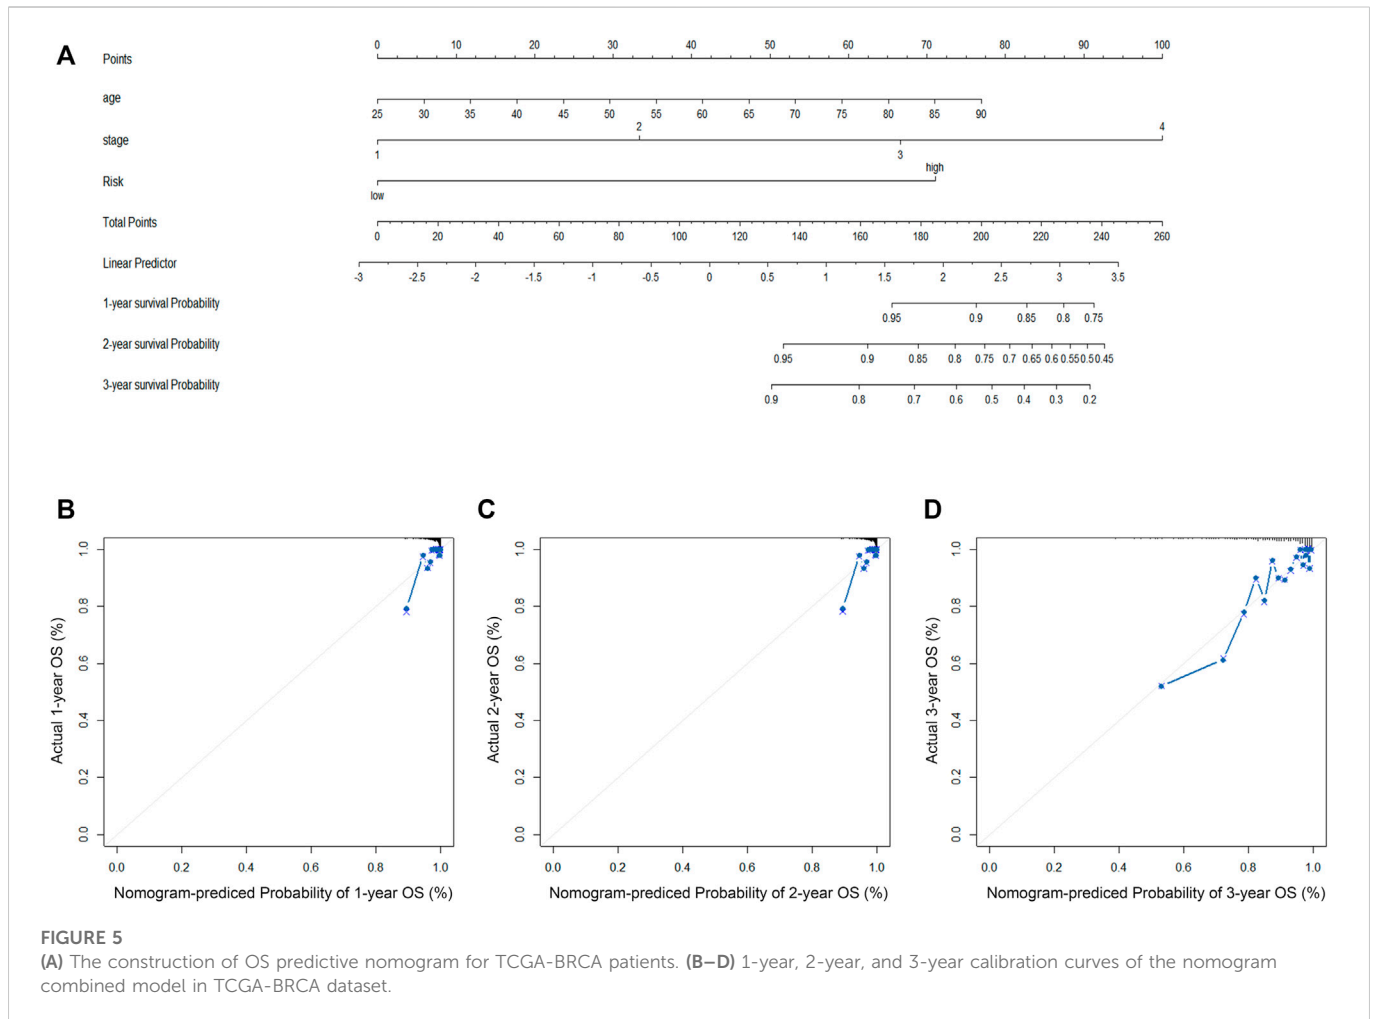 A
Points
0 10 20 30 40 50 60 70 80 90 100
age
25 30 35 40 45 50 55 60 65 70 75 80 85 90
2 4
stage
1 3
high
Risk
low
Total Points
0 20 40 60 80 100 120 140 160 180 200 220 240 260
Linear Predictor
-3 -2.5 -2 -1.5 -1 -0.5 0 0.5 1 1.5 2 2.5 3 3.5
1-year survival Probability
0.95 0.9 0.85 0.8 0.75
2-year survival Probability
0.95 0.9 0.85 0.8 0.75 0.7 0.65 0.6 0.55 0.5 0.45
3-year survival Probability
0.9 0.8 0.7 0.6 0.5 0.4 0.3 0.2
B
Actual 1-year OS (%)
1.0
0.8
0.6
0.4
0.2
0.0
0.0 0.2 0.4 0.6 0.8 1.0
Nomogram-prediced Probability of 1-year OS (%)
C
Actual 2-year OS (%)
1.0
0.8
0.6
0.4
0.2
0.0
0.0 0.2 0.4 0.6 0.8 1.0
Nomogram-prediced Probability of 2-year OS (%)
D
Actual 3-year OS (%)
1.0
0.8
0.6
0.4
0.2
0.0
0.0 0.2 0.4 0.6 0.8 1.0
Nomogram-prediced Probability of 3-year OS (%)
FIGURE 5
(A) The construction of OS predictive nomogram for TCGA-BRCA patients. (B–D) 1-year, 2-year, and 3-year calibration curves of the nomogram
combined model in TCGA-BRCA dataset.